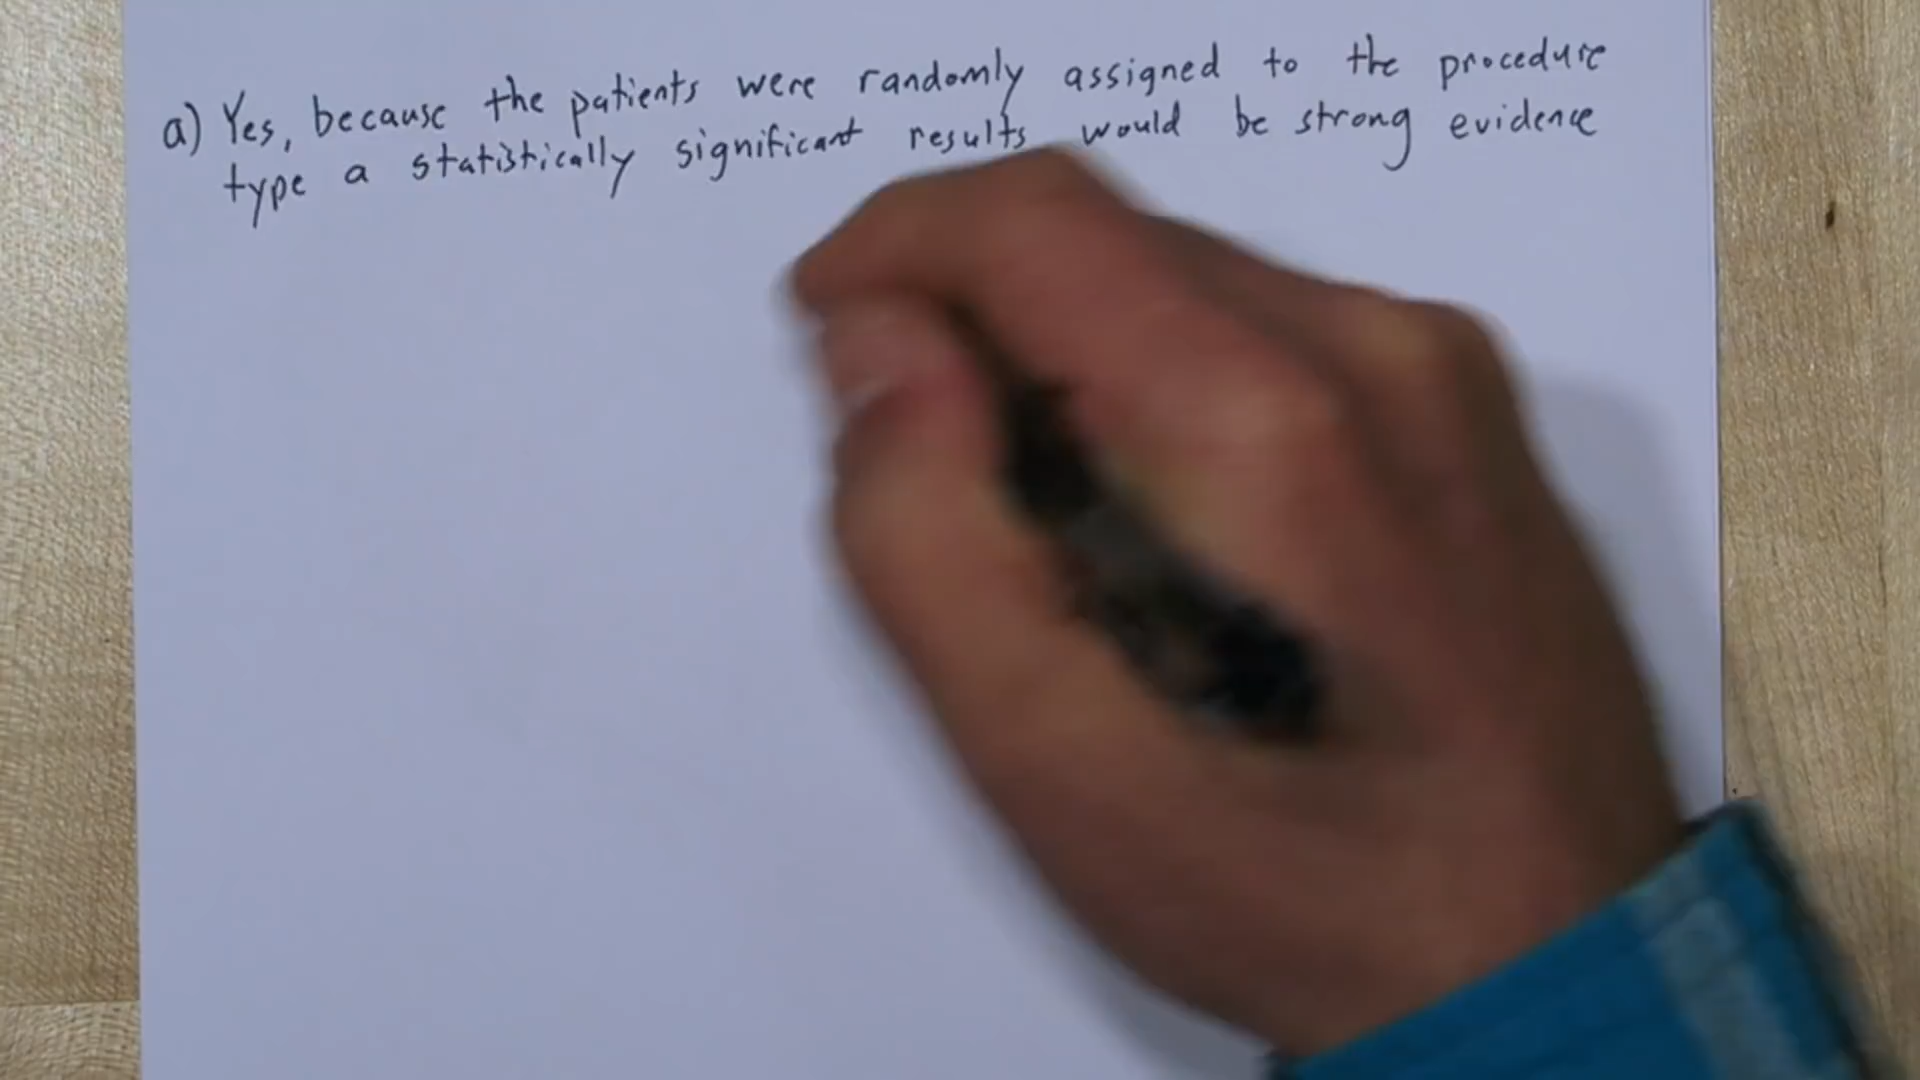 a) Yes, because the patients were randomly assigned to the procedure
type a statistically significant results would be strong evidence